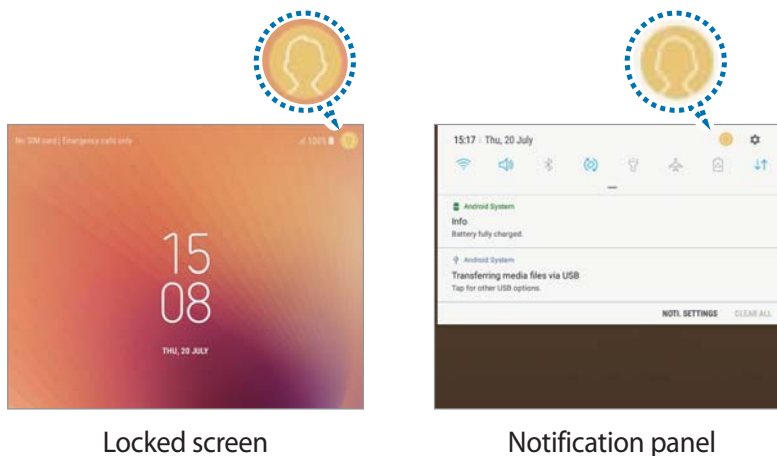 No SIM card | Emergency calls only 100%
15
08
THU, 20 JULY
Locked screen
15:17 Thu, 20 July
Android System
Info
Battery fully charged.
Android System
Transferring media files via USB
Tap for other USB options.
NOTI. SETTINGS CLEAR ALL
Notification panel